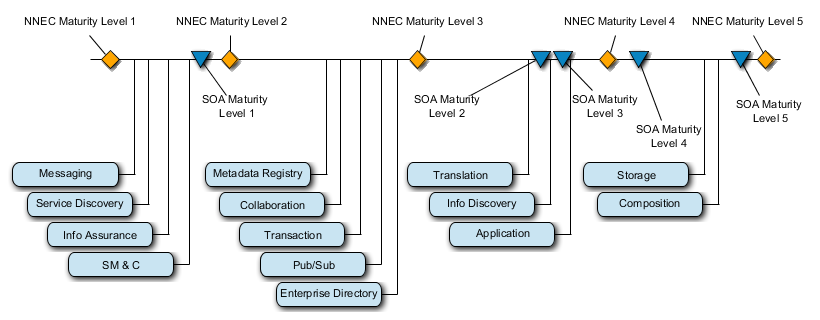 NNEC Maturity Level 1
NNEC Maturity Level 2
NNEC Maturity Level 3
NNEC Maturity Level 4
NNEC Maturity Level 5
SOA Maturity
Level 1
SOA Maturity
Level 2
SOA Maturity
Level 3
SOA Maturity
Level 4
SOA Maturity
Level 5
Messaging
Service Discovery
Info Assurance
SM & C
Metadata Registry
Collaboration
Transaction
Pub/Sub
Enterprise Directory
Translation
Info Discovery
Application
Storage
Composition